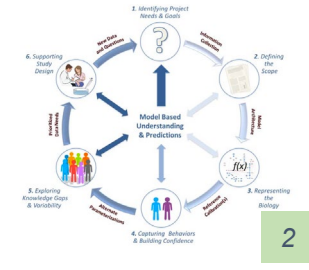 1. Identifying Project
Needs & Goals
Information
Collection
2. Defining
the
Scope
Model
Architecture
f(x)
3. Representing
the
Biology
Reference
Calibration(s)
4. Capturing Behaviors
& Building Confidence
Alternate
Parameterizations
5. Exploring
Knowledge Gaps
& Variability
Prioritized
Data Needs
6. Supporting
Study
Design
New Data
and Questions
?
Model Based
Understanding
& Predictions
2